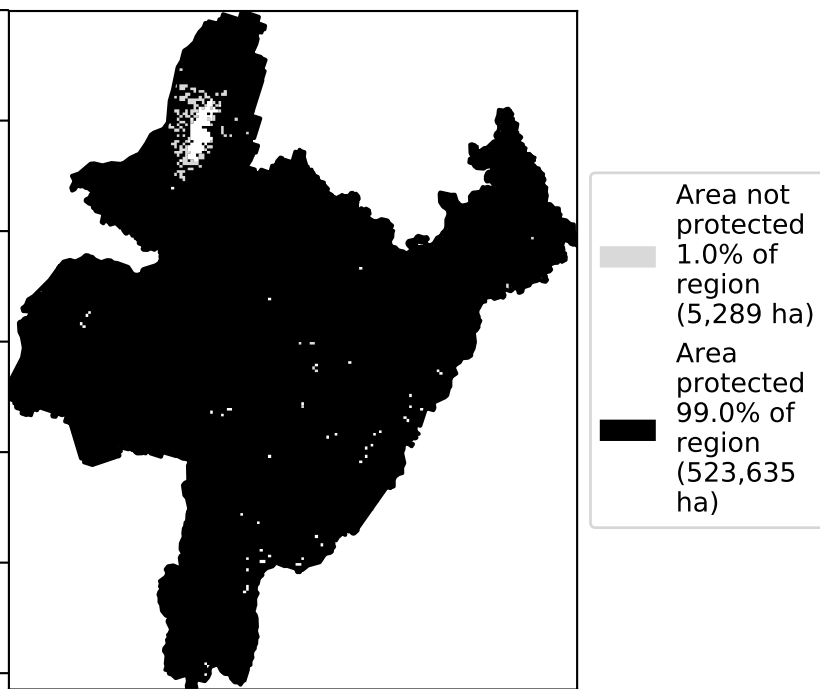 Area not
protected
1.0% of
region
(5,289 ha)
Area
protected
99.0% of
region
(523,635
ha)